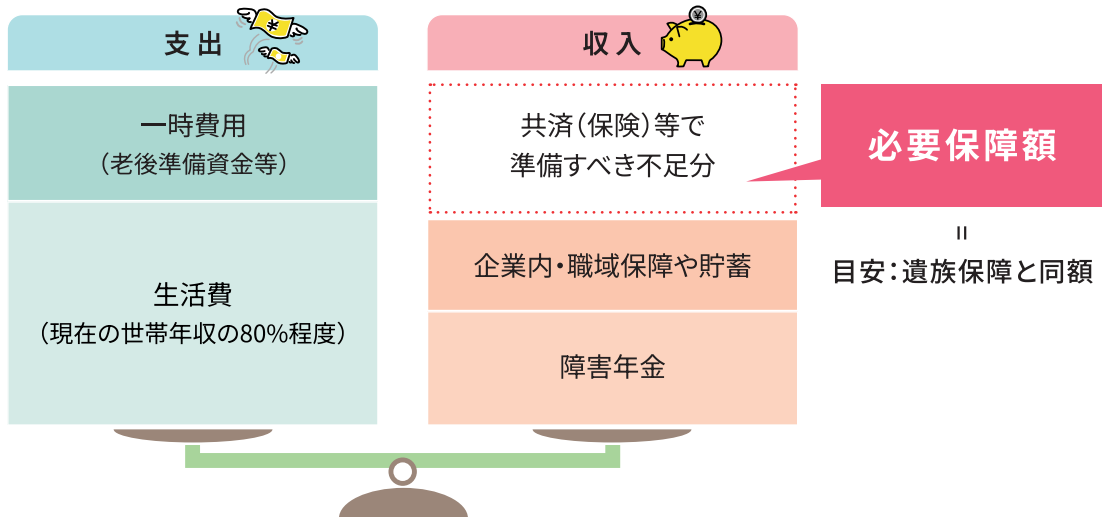 支出
¥
一時費用
（老後準備資金等）
生活費
（現在の世帯年収の80%程度）
収入
¥
共済（保険）等で
準備すべき不足分
企業内・職域保障や貯蓄
障害年金
必要保障額
=
目安：遺族保障と同額